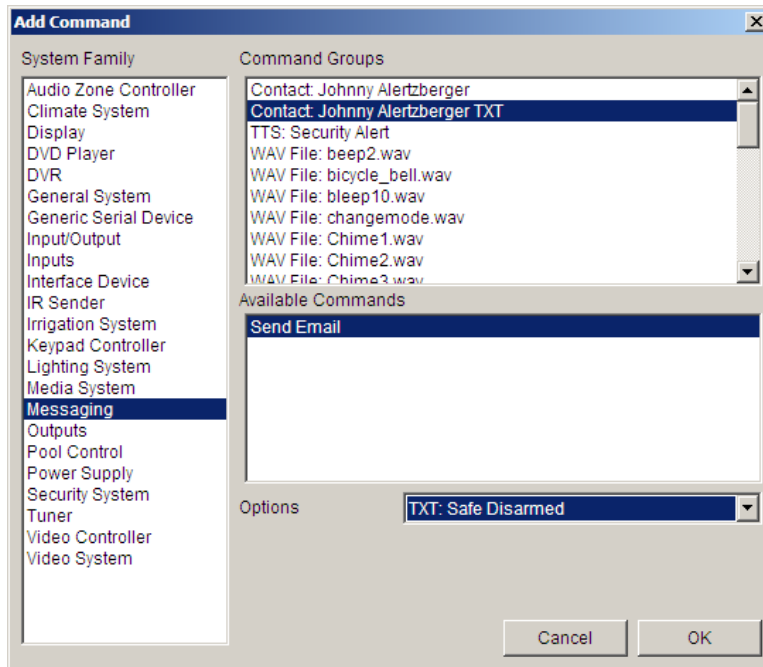 Add Command
System Family
Audio Zone Controller
Climate System
Display
DVD Player
DVR
General System
Generic Serial Device
Input/Output
Inputs
Interface Device
IR Sender
Irrigation System
Keypad Controller
Lighting System
Media System
Messaging
Outputs
Pool Control
Power Supply
Security System
Tuner
Video Controller
Video System
Command Groups
Contact: Johnny Alertzberger
Contact: Johnny Alertzberger TXT
TTS: Security Alert
WAV File: beep2.wav
WAV File: bicycle_bell.wav
WAV File: bleep10.wav
WAV File: changemode.wav
WAV File: Chime1.wav
WAV File: Chime2.wav
WAV File: Chime3.wav
Available Commands
Send Email
Options
TXT: Safe Disarmed
Cancel
OK